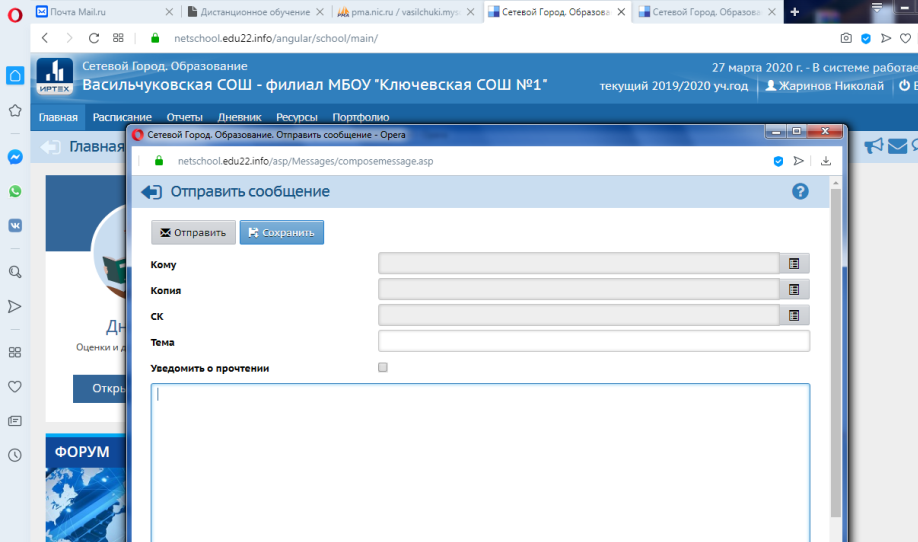 Почта Mail.ru
Дистанционное обучение
pma.nic.ru / vasilchuki.mys
Сетевой Город. Образова
Сетевой Город. Образова
netschool.edu22.info/angular/school/main/
ИРТЕХ
Сетевой Город. Образование
27 марта 2020 г. - В системе работае
Васильчуковская СОШ - филиал МБОУ "Ключевская СОШ №1"
текущий 2019/2020 уч.год
Жаринов Николай
Главная Расписание Отчеты Дневник Ресурсы Портфолио
Главная
Сетевой Город. Образование. Отправить сообщение - Opera
netschool.edu22.info/asp/Messages/composemessage.asp
Отправить сообщение
Отправить
Сохранить
Кому
Копия
СК
Тема
Уведомить о прочтении
Дн
Оценки и д
Откры
ФОРУМ